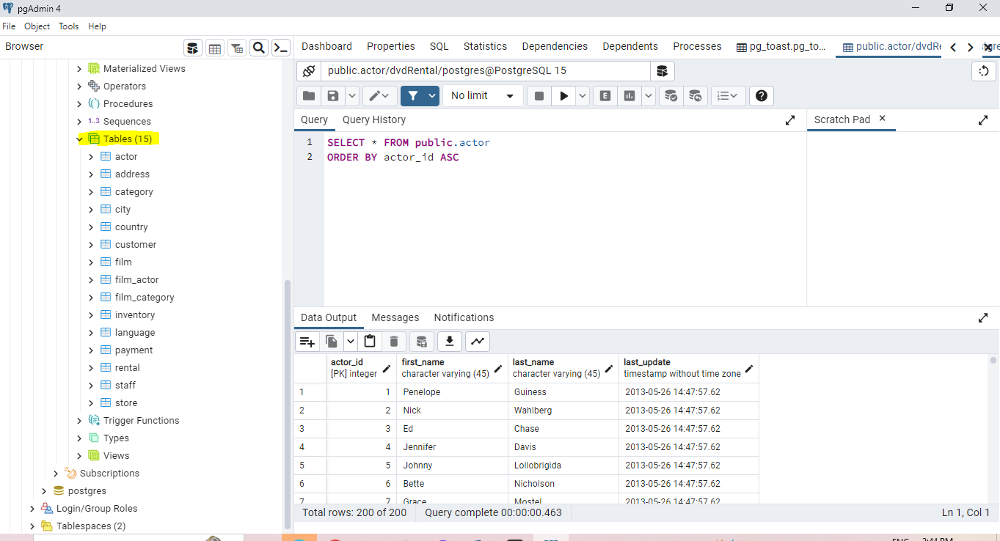 pgAdmin 4
File Object Tools Help
Browser
Dashboard Properties SQL Statistics Dependencies Dependents Processes pg_toast.pg_to... public.actor/dvdRe
public.actor/dvdRental/postgres@PostgreSQL 15
No limit
Query Query History
Scratch Pad
1 SELECT * FROM public.actor
2 ORDER BY actor_id ASC
Materialized Views
Operators
Procedures
1..3 Sequences
Tables (15)
actor
address
category
city
country
customer
film
film_actor
film_category
inventory
language
payment
rental
staff
store
Trigger Functions
Types
Views
Subscriptions
postgres
Login/Group Roles
Tablespaces (2)
Data Output Messages Notifications
actor_id first_name last_name last_update
[PK] integer character varying (45) character varying (45) timestamp without time zone
1 1 Penelope Guiness 2013-05-26 14:47:57.62
2 2 Nick Wahlberg 2013-05-26 14:47:57.62
3 3 Ed Chase 2013-05-26 14:47:57.62
4 4 Jennifer Davis 2013-05-26 14:47:57.62
5 5 Johnny Lollobrigida 2013-05-26 14:47:57.62
6 6 Bette Nicholson 2013-05-26 14:47:57.62
7 7 Grace Mostel 2013-05-26 14:47:57.62
Total rows: 200 of 200 Query complete 00:00:00.463 Ln 1, Col 1